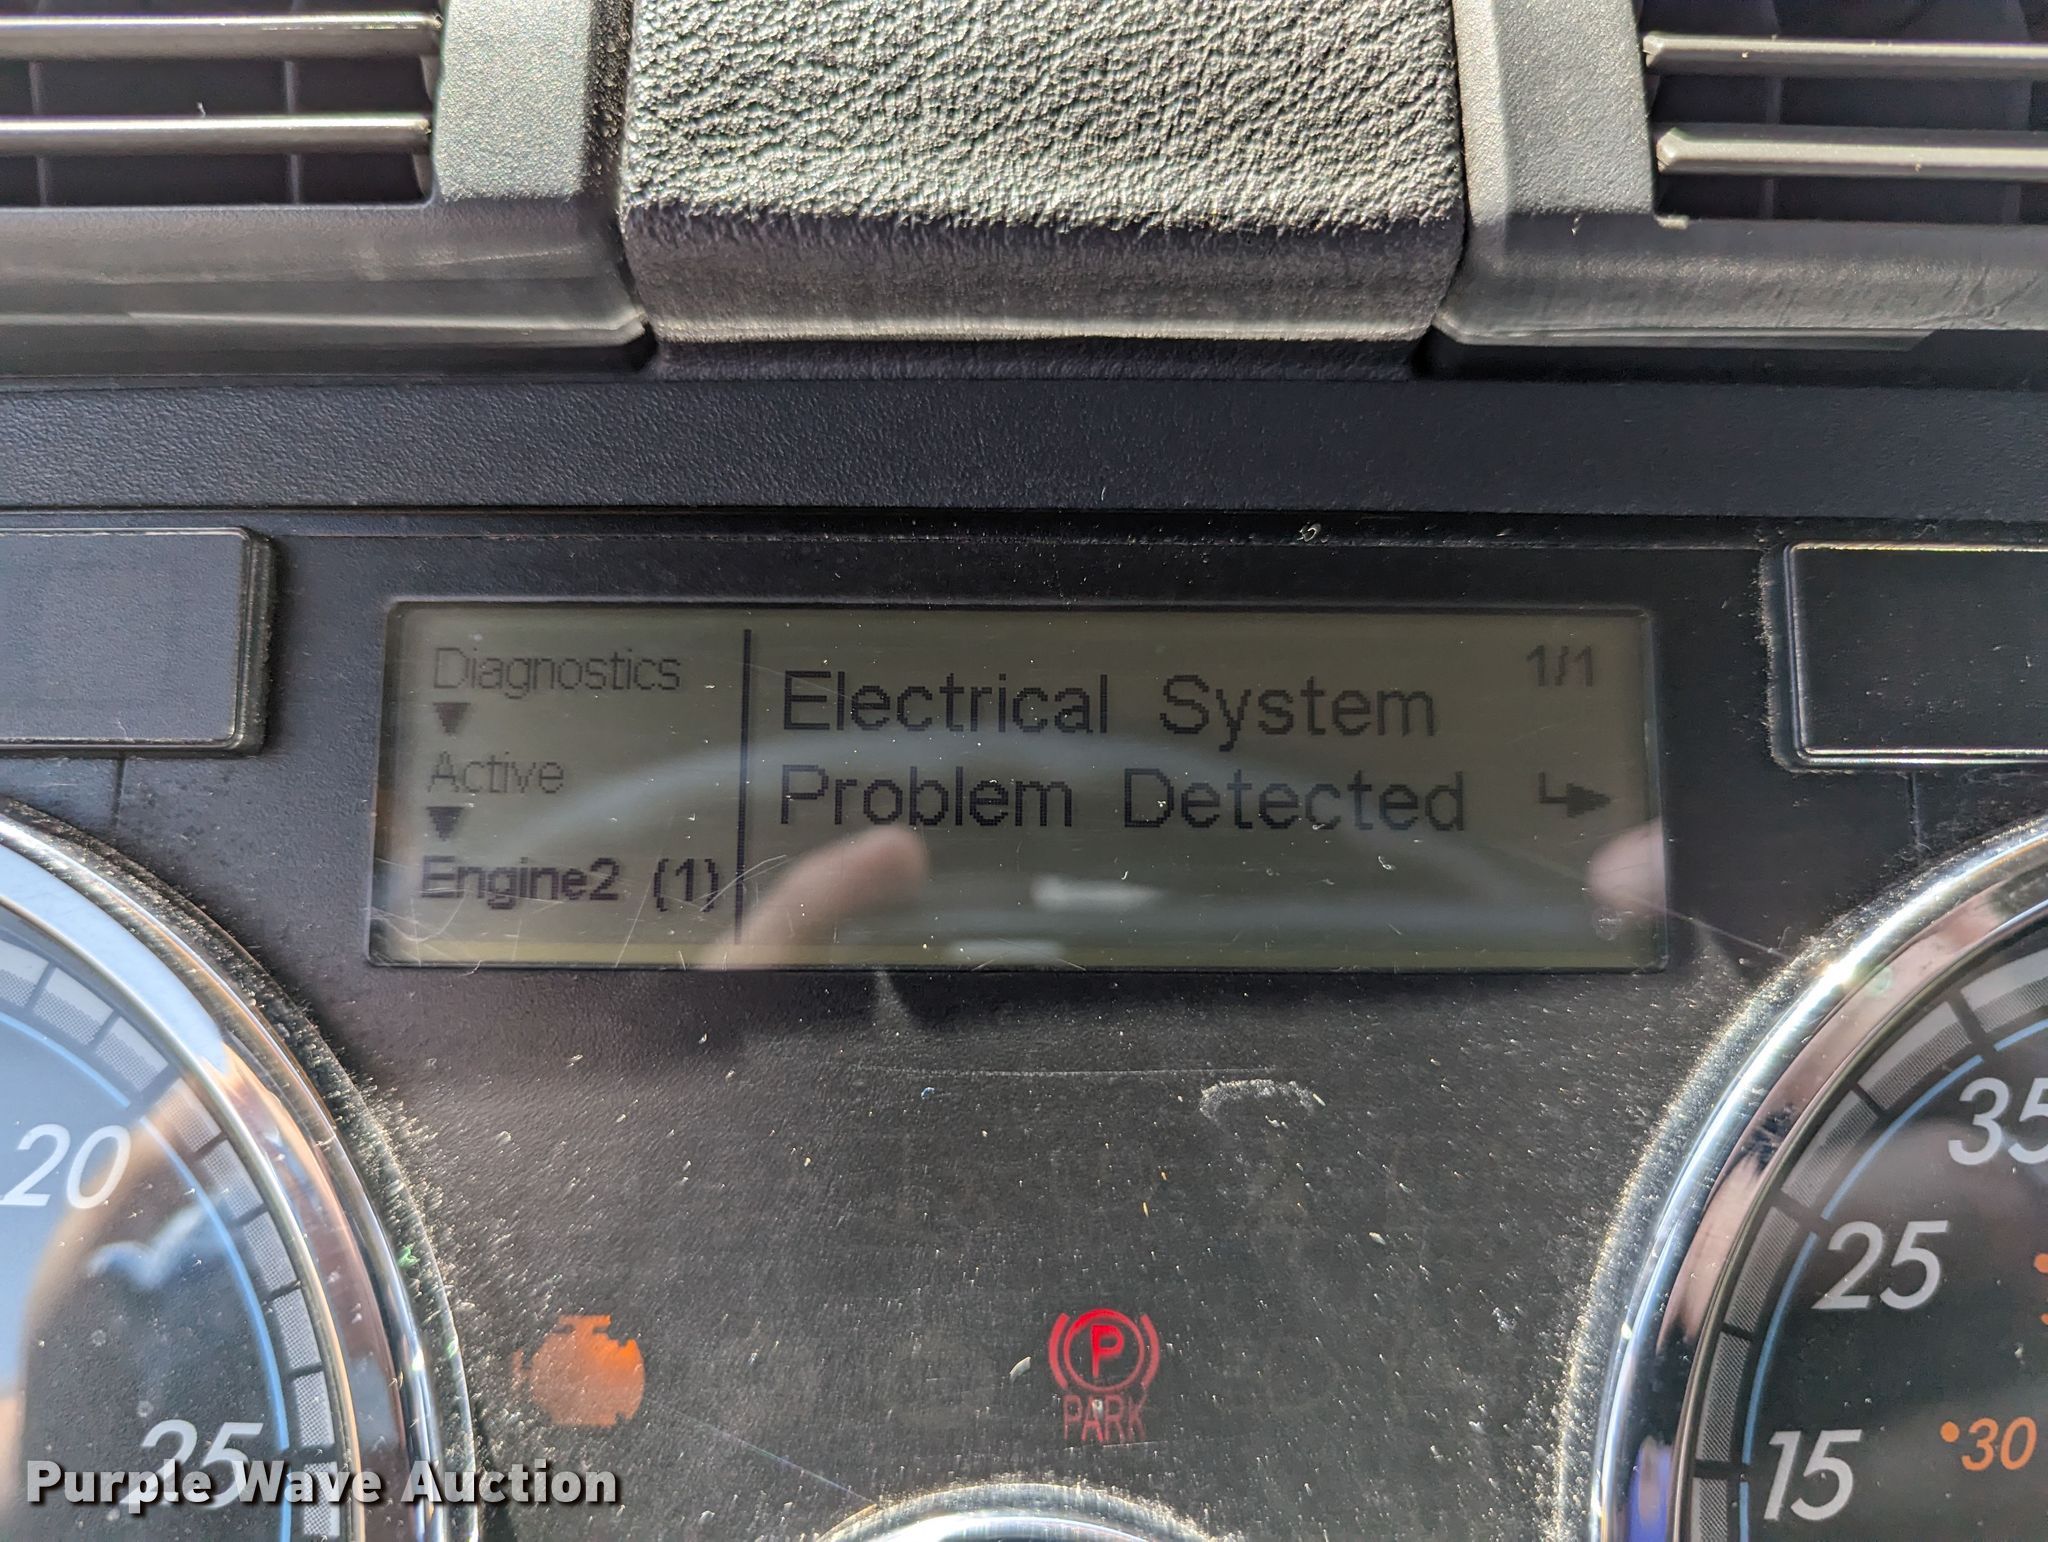 Diagnostics
Active
Engine2 (1)
Electrical System
Problem Detected
1/1
20
25
35
25
15
30
P
PARK
Purple Wave Auction